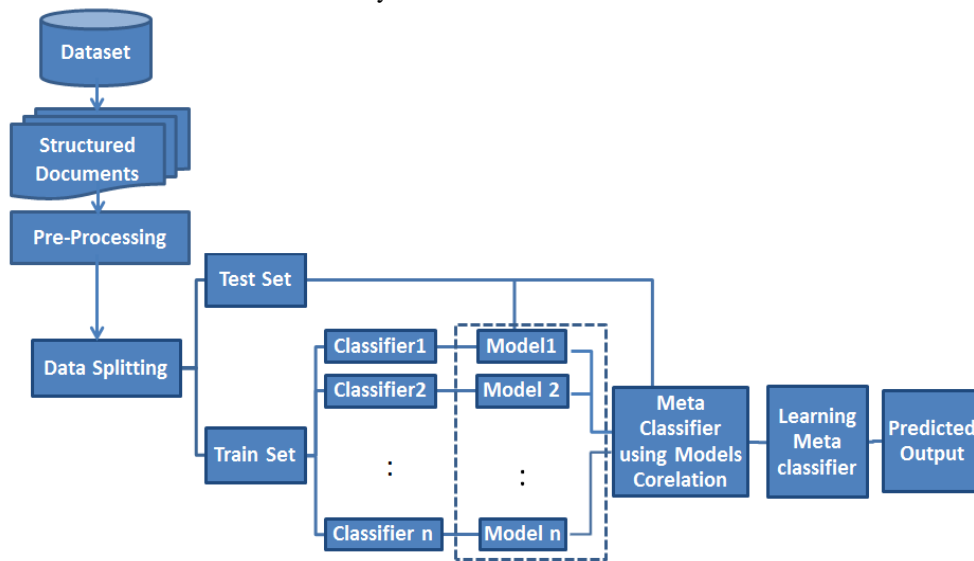 y
Dataset
Structured
Documents
Pre-Processing
Data Splitting
Test Set
Train Set
Classifier1
Classifier2
:
Classifier n
Model1
Model 2
:
Model n
Meta
Classifier
using Models
Corelation
Learning
Meta
classifier
Predicted
Output